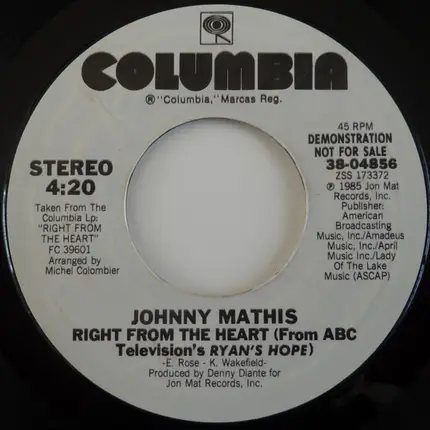 COLUMBIA
® "Columbia," Marcas Reg.
STEREO
4:20
Taken From The
Columbia Lp:
"RIGHT FROM
THE HEART"
FC 39601
Arranged by
Michel Colombier
45 RPM
DEMONSTRATION
NOT FOR SALE
38-04856
ZSS 173372
℗ 1985 Jon Mat
Records, Inc.
Publisher:
American
Broadcasting
Music, Inc./Amadeus
Music, Inc./April
Music, Inc./Lady
Of The Lake
Music (ASCAP)
JOHNNY MATHIS
RIGHT FROM THE HEART (From ABC
Television's RYAN'S HOPE)
-E. Rose - K. Wakefield-
Produced by Denny Diante for
Jon Mat Records, Inc.